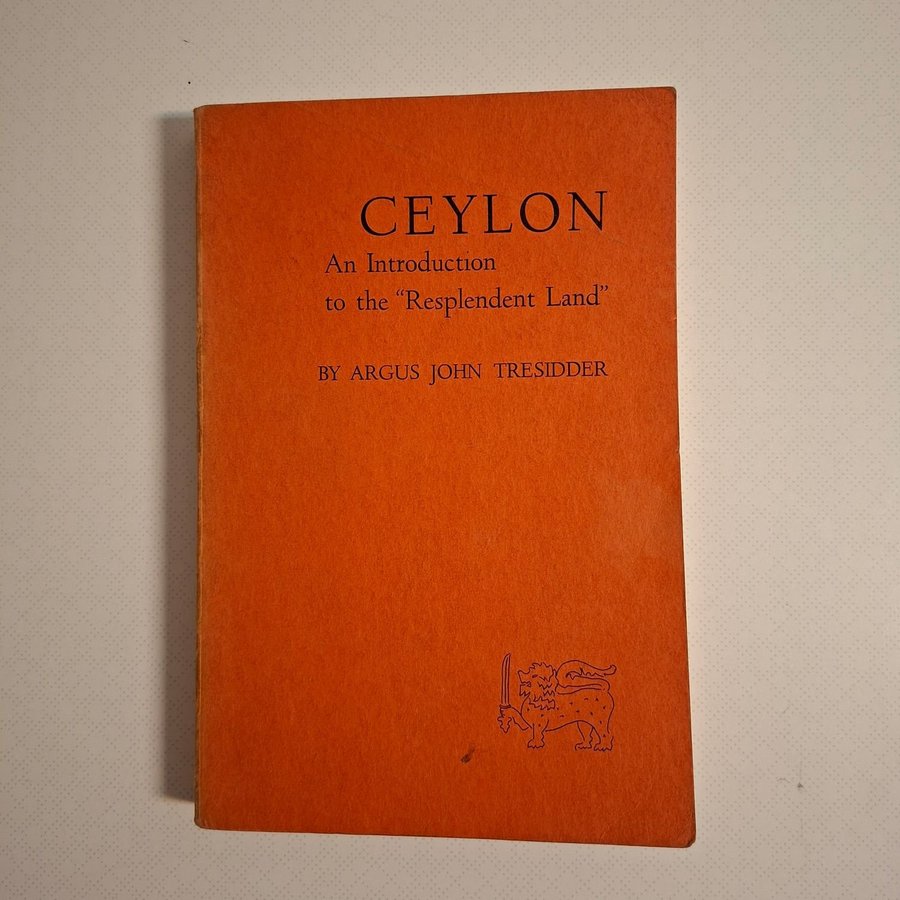 CEYLON
An Introduction
to the “Resplendent Land”
BY ARGUS JOHN TRESIDDER